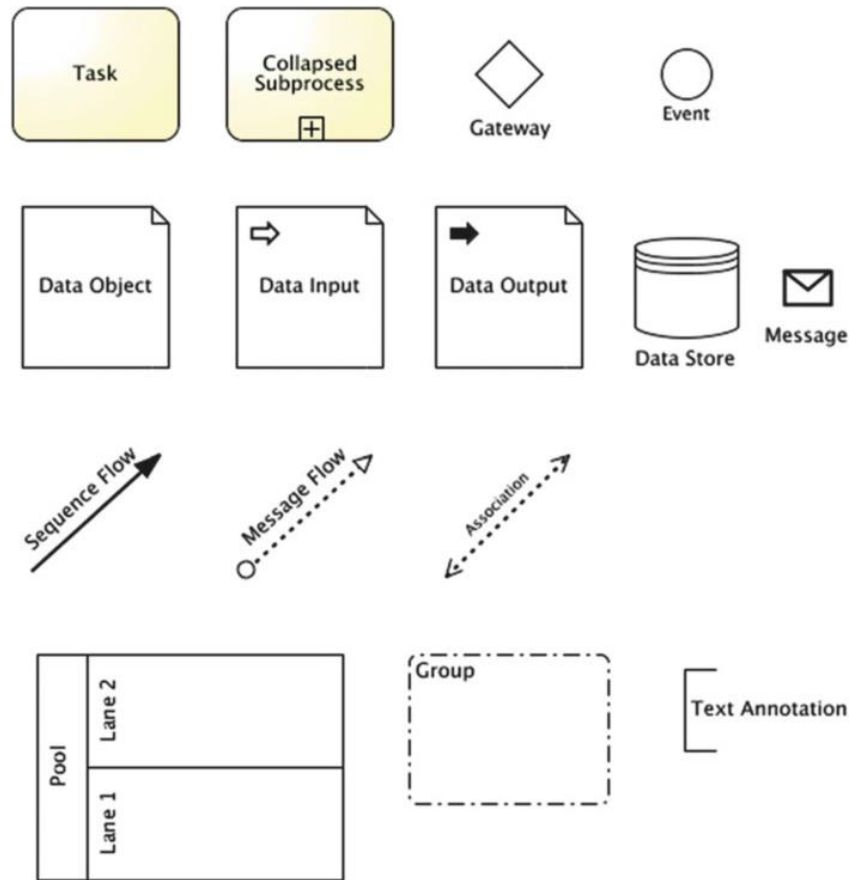 Task
Collapsed
Subprocess
Gateway
Event
Data Object
Data Input
Data Output
Data Store
Message
Sequence Flow
Message Flow
Association
Pool
Lane 2
Lane 1
Group
Text Annotation